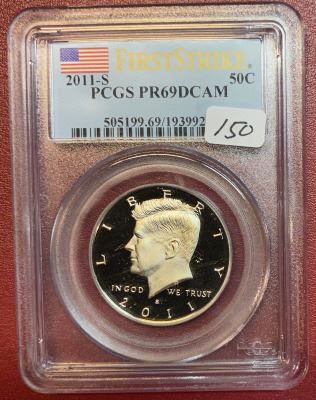 FIRSTSTRIKE
2011-S 50C
PCGS PR69DCAM
505199.69/193992
150
LIBERTY
IN GOD WE TRUST
S
2011